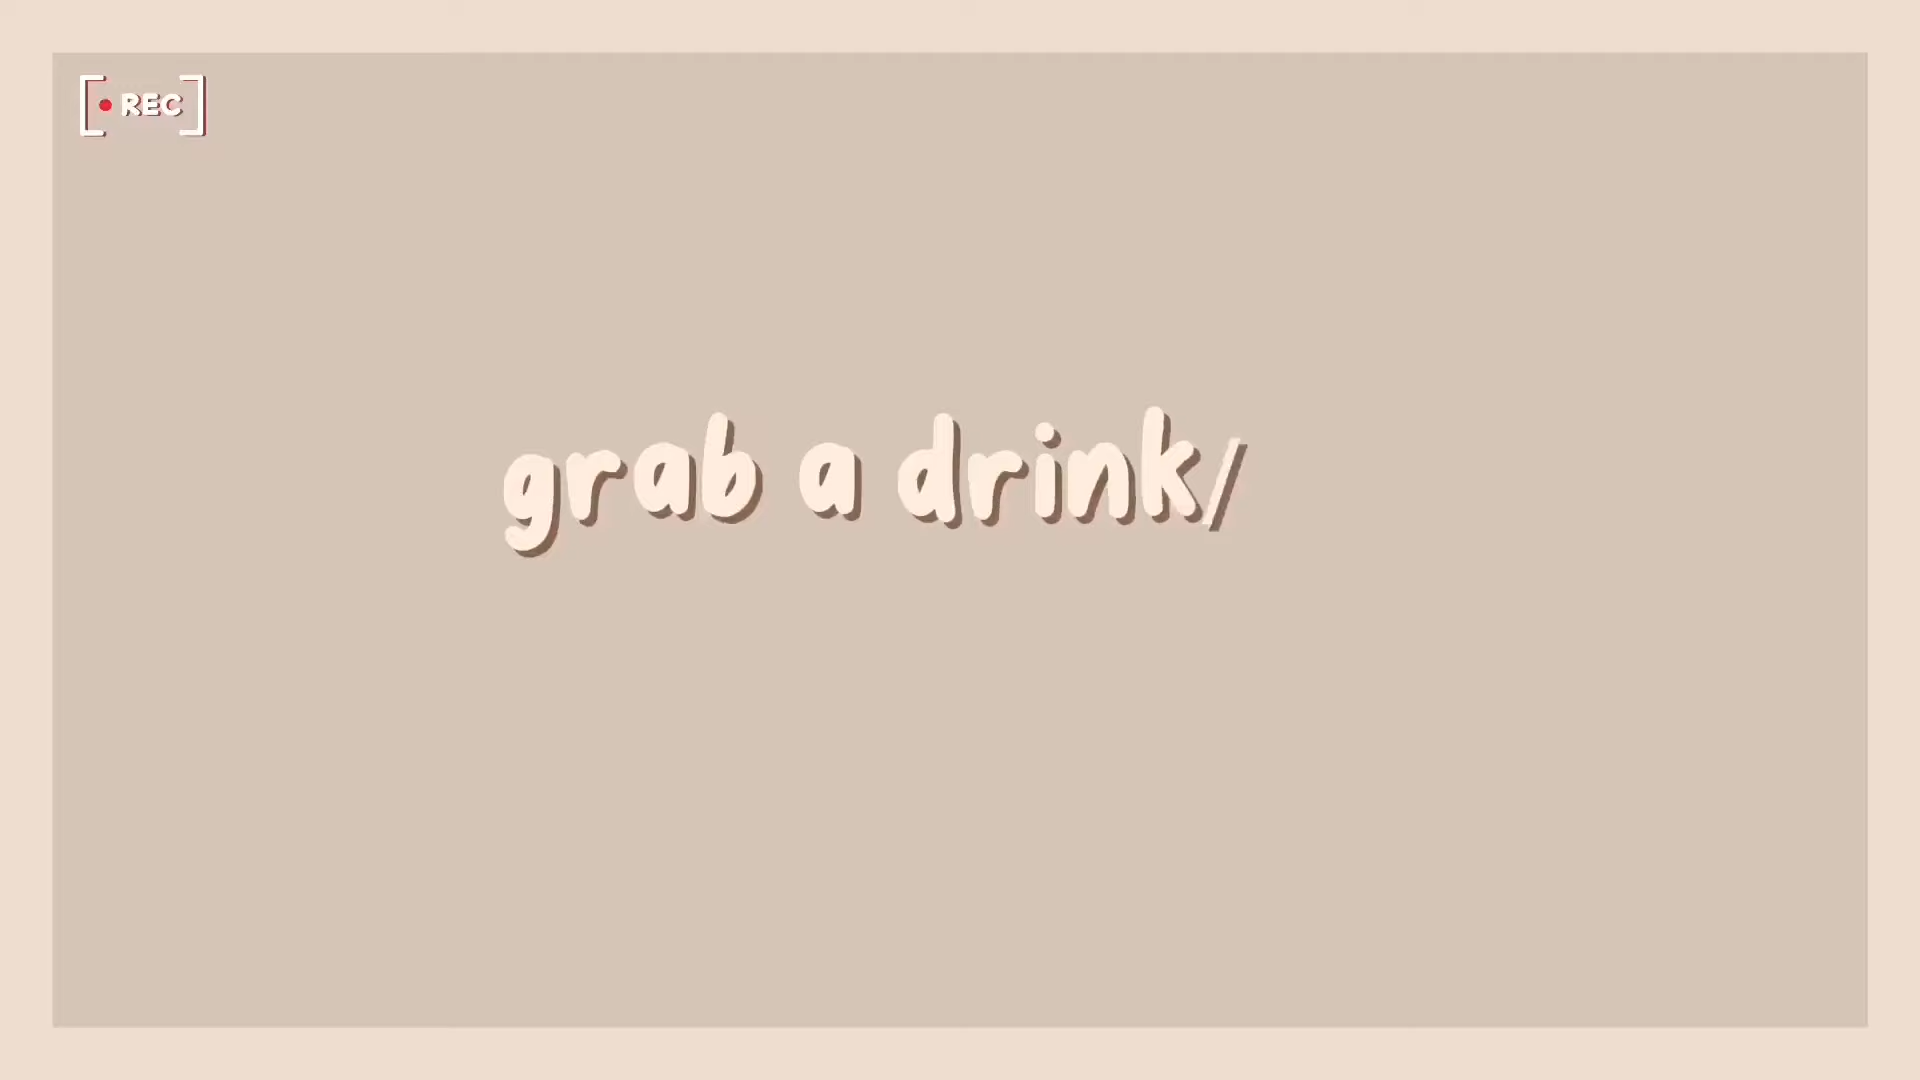 [• REC]
grab a drink/